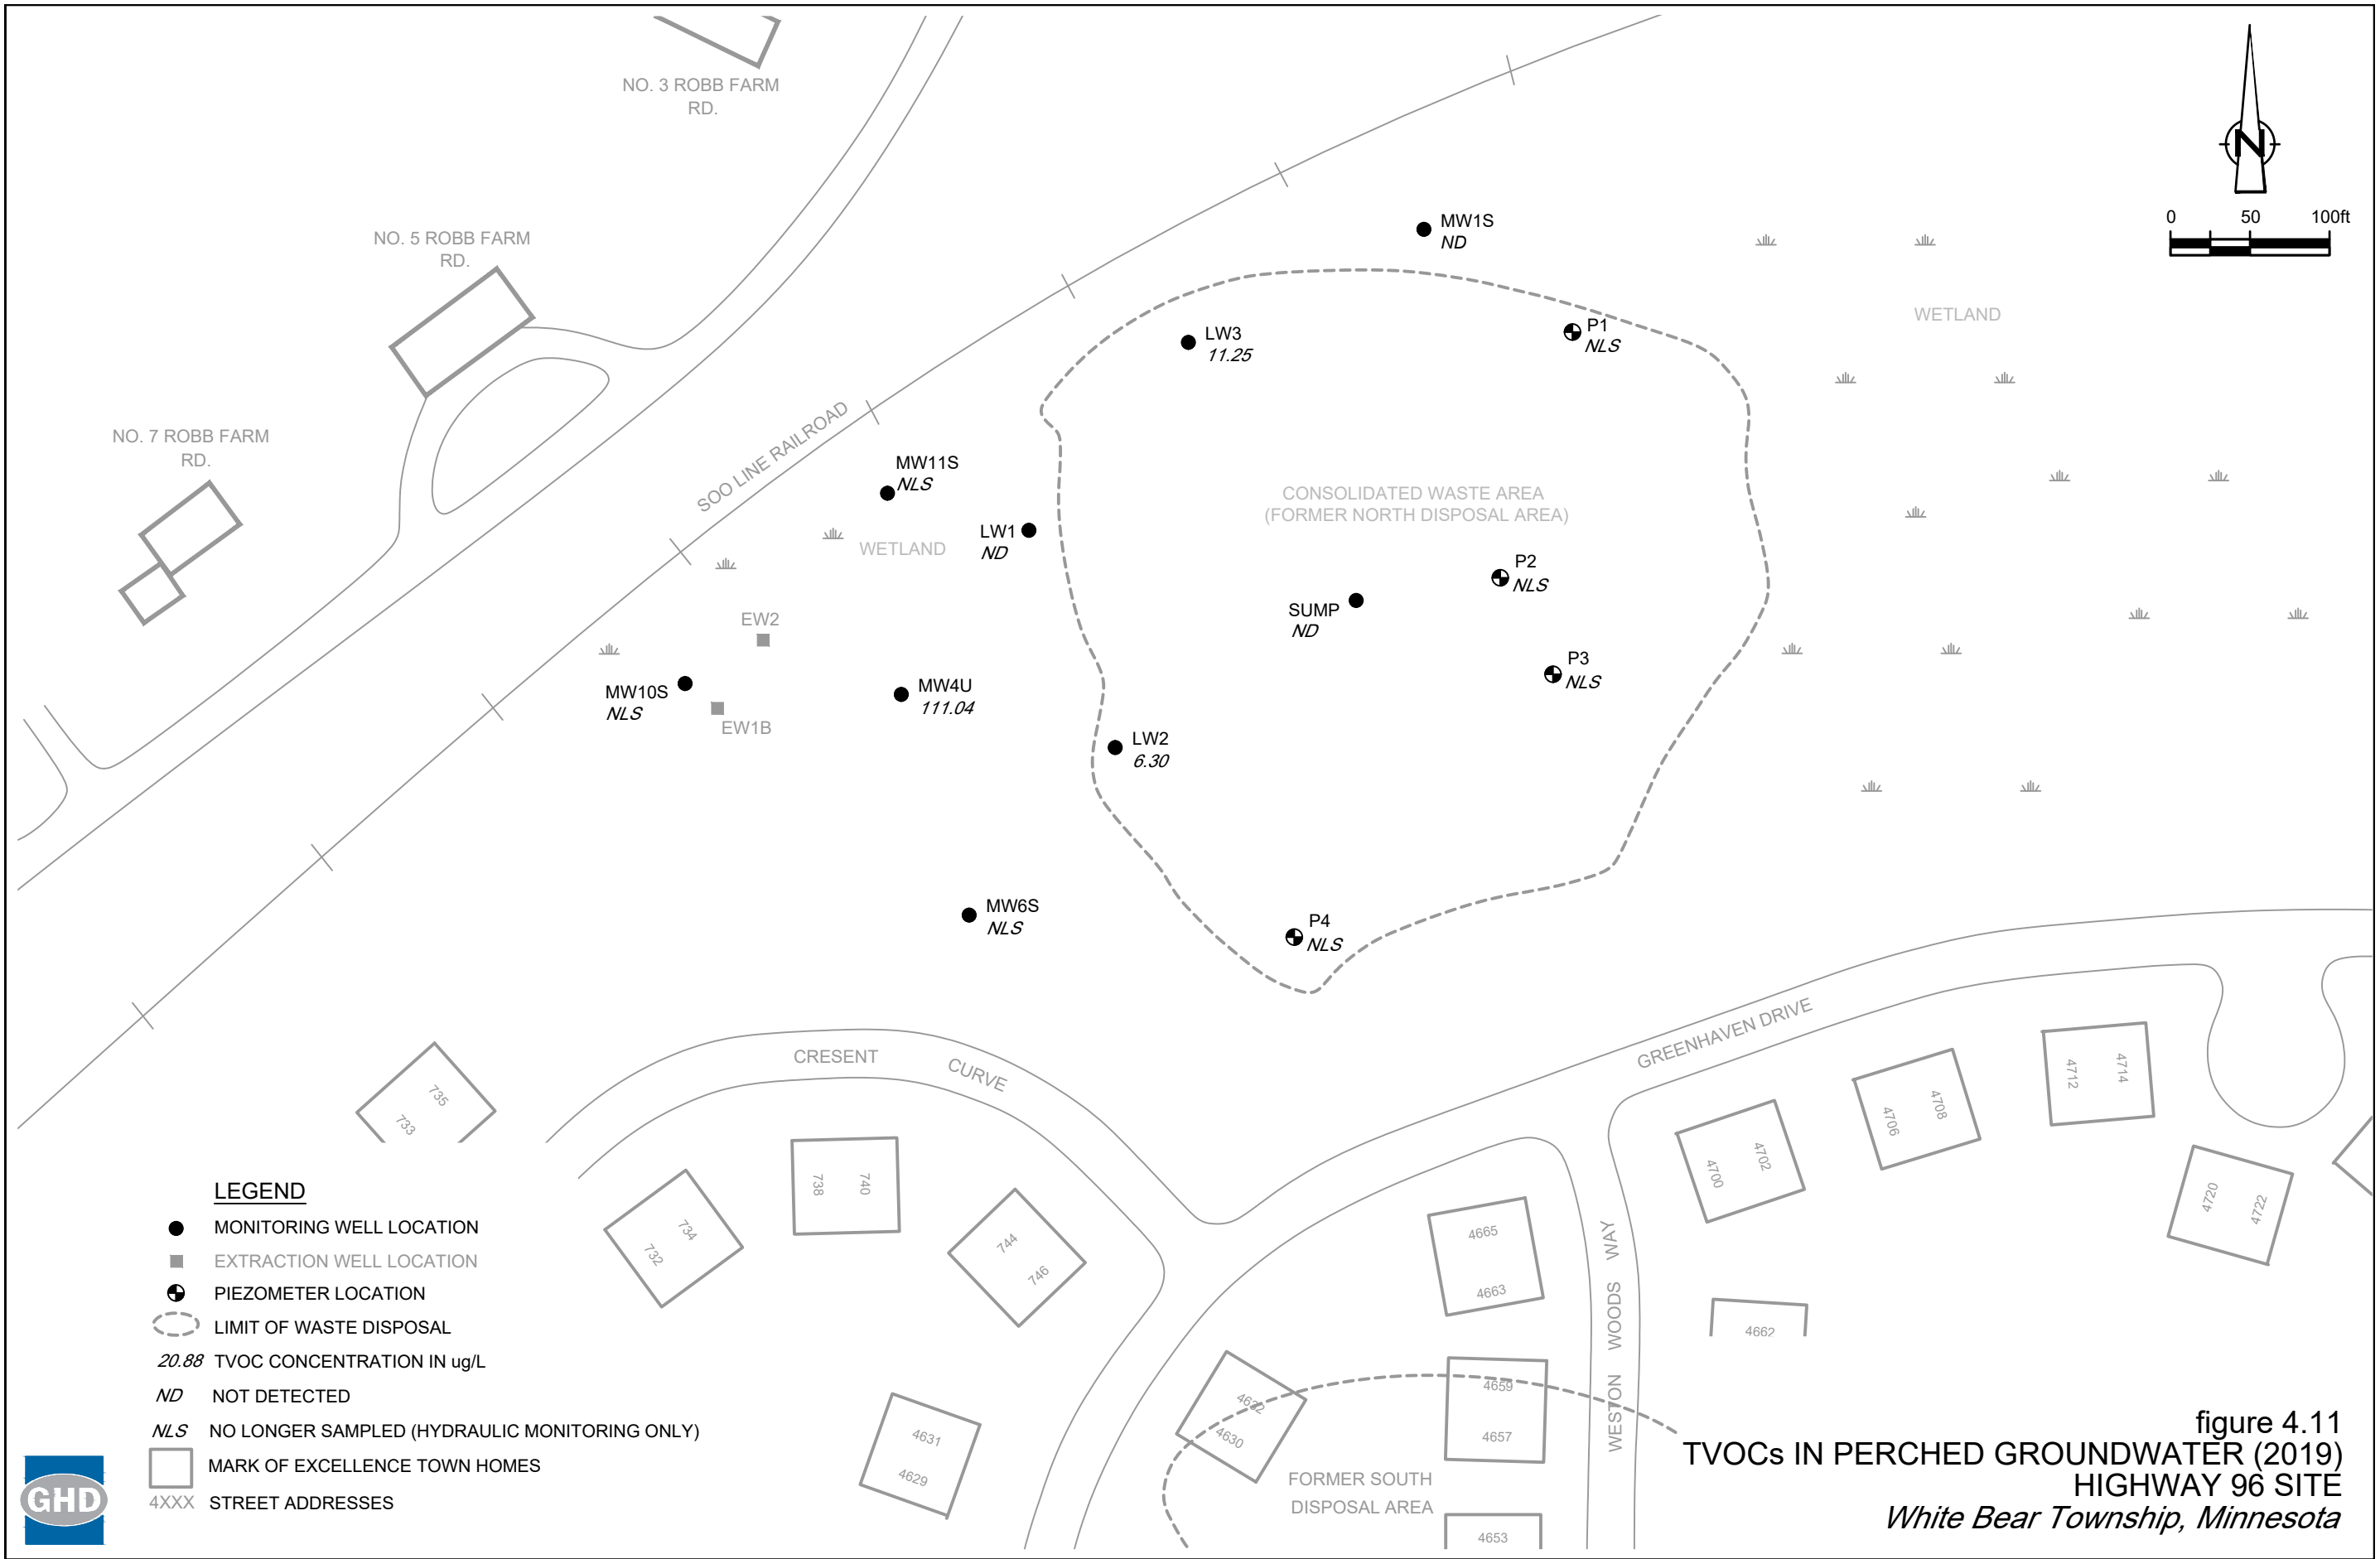 NO. 3 ROBB FARM
RD.
N
0 50 100ft
MW1S
ND
NO. 5 ROBB FARM
RD.
WETLAND
P1
NLS
LW3
11.25
SOO LINE RAILROAD
NO. 7 ROBB FARM
RD.
MW11S
NLS
CONSOLIDATED WASTE AREA
(FORMER NORTH DISPOSAL AREA)
LW1
ND
WETLAND
P2
NLS
SUMP
ND
EW2
P3
NLS
MW10S
NLS
MW4U
111.04
EW1B
LW2
6.30
MW6S
NLS
P4
NLS
GREENHAVEN DRIVE
CRESENT CURVE
735
733
4712
4714
4706
4708
4700
4702
738
740
4720
4722
732
734
744
746
4665
4663
WESTON WOODS WAY
4662
4659
4657
4632
4630
4631
4629
FORMER SOUTH
DISPOSAL AREA
4653
LEGEND
MONITORING WELL LOCATION
EXTRACTION WELL LOCATION
PIEZOMETER LOCATION
LIMIT OF WASTE DISPOSAL
20.88 TVOC CONCENTRATION IN ug/L
ND NOT DETECTED
NLS NO LONGER SAMPLED (HYDRAULIC MONITORING ONLY)
MARK OF EXCELLENCE TOWN HOMES
4XXX STREET ADDRESSES
GHD
figure 4.11
TVOCs IN PERCHED GROUNDWATER (2019)
HIGHWAY 96 SITE
White Bear Township, Minnesota